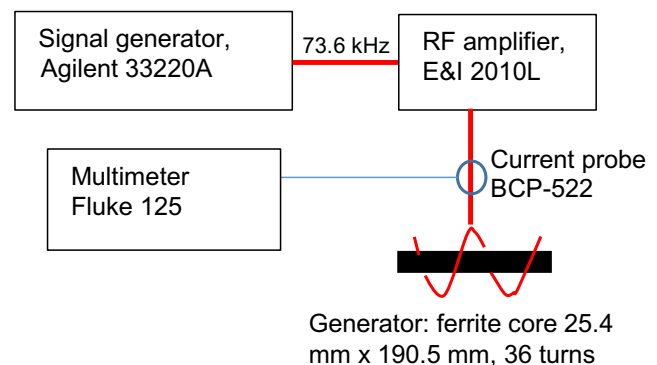 Signal generator,
Agilent 33220A
73.6 kHz
RF amplifier,
E&I 2010L
Multimeter
Fluke 125
Current probe
BCP-522
Generator: ferrite core 25.4
mm x 190.5 mm, 36 turns